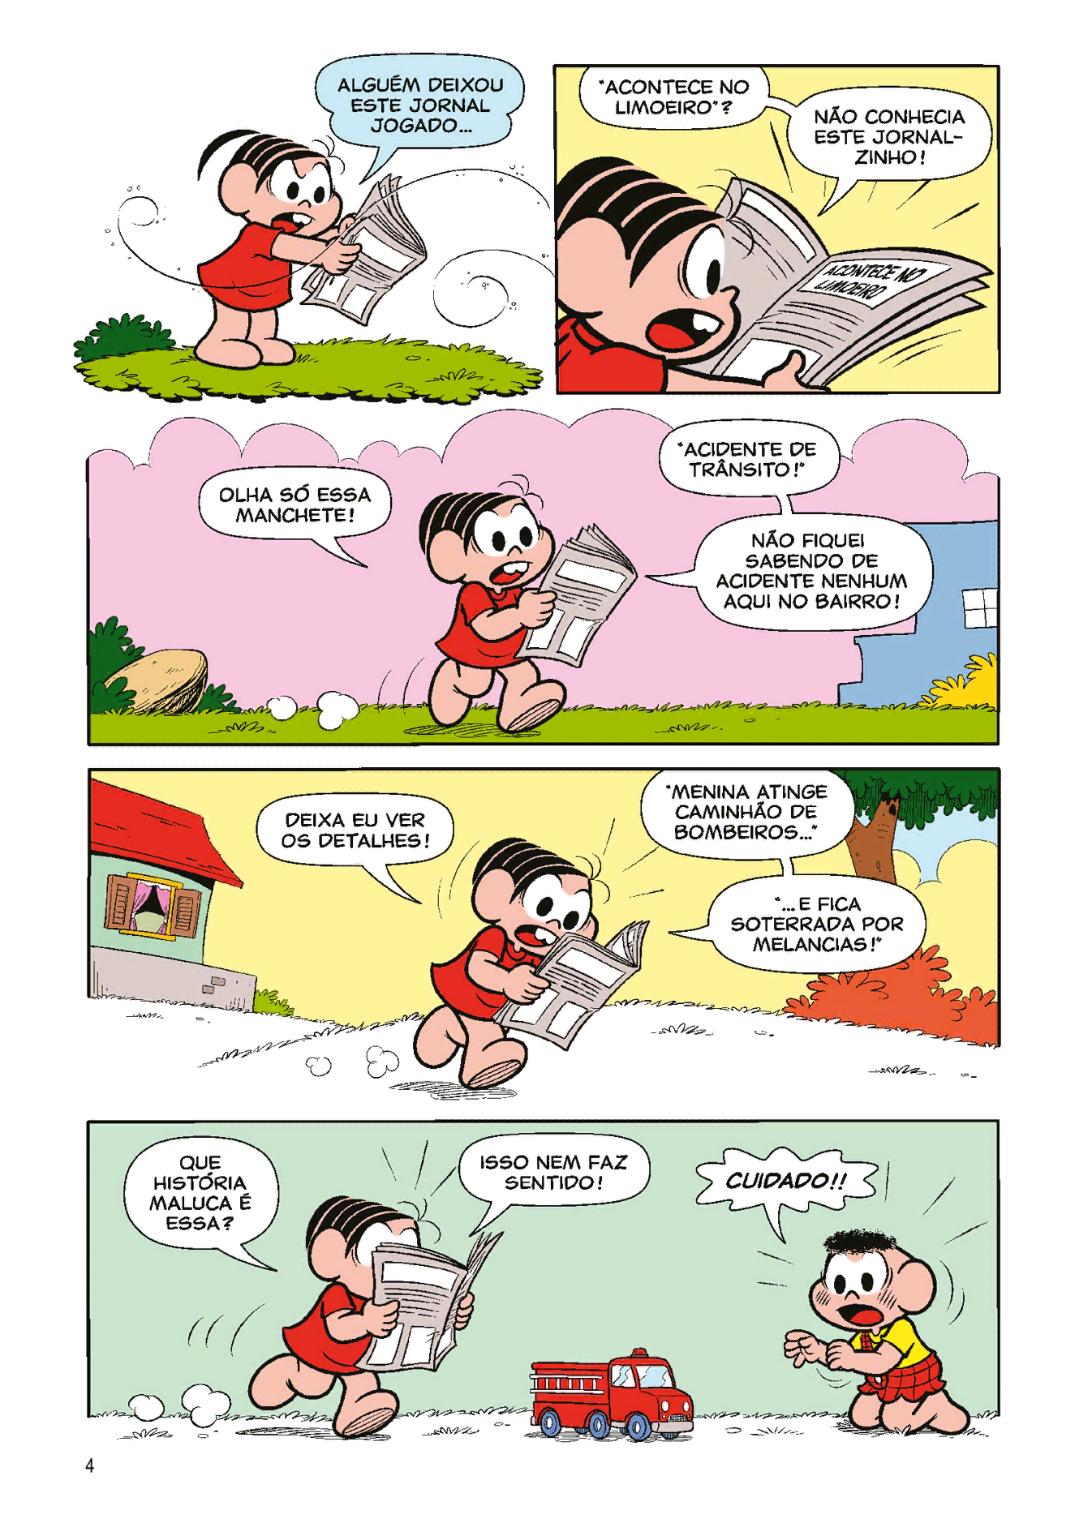 ALGUÉM DEIXOU
ESTE JORNAL
JOGADO...
"ACONTECE NO
LIMOEIRO"?
NÃO CONHECIA
ESTE JORNAL-
ZINHO!
ACONTECE NO
LIMOEIRO
OLHA SÓ ESSA
MANCHETE!
"ACIDENTE DE
TRÂNSITO!"
NÃO FIQUEI
SABENDO DE
ACIDENTE NENHUM
AQUI NO BAIRRO!
DEIXA EU VER
OS DETALHES!
"MENINA ATINGE
CAMINHÃO DE
BOMBEIROS..."
"...E FICA
SOTERRADA POR
MELANCIAS!"
QUE
HISTÓRIA
MALUCA É
ESSA?
ISSO NEM FAZ
SENTIDO!
CUIDADO!!
4